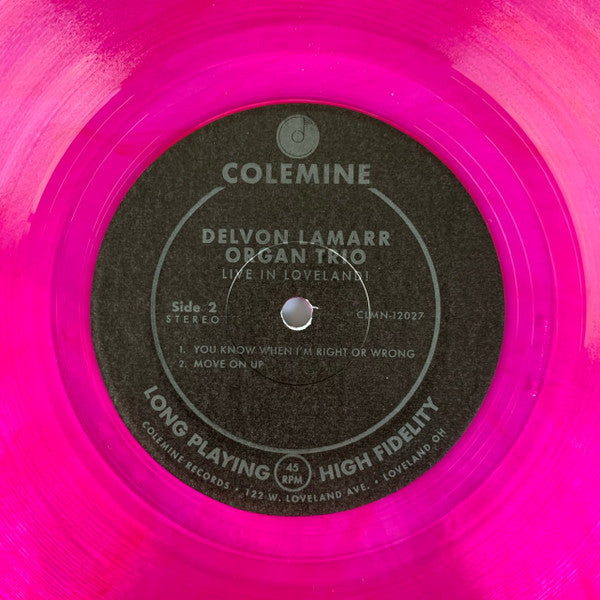 COLEMINE
DELVON LAMARR
ORGAN TRIO
LIVE IN LOVELAND!
Side 2
STEREO
CLMN-12027
1. YOU KNOW WHEN I'M RIGHT OR WRONG
2. MOVE ON UP
LONG PLAYING 45 RPM HIGH FIDELITY
COLEMINE RECORDS • 122 W. LOVELAND AVE. • LOVELAND OH